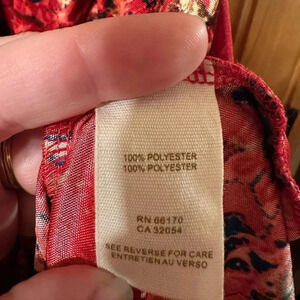 100% POLYESTER
100% POLYESTER
RN 66170
CA 32054
SEE REVERSE FOR CARE
ENTRETIEN AU VERSO